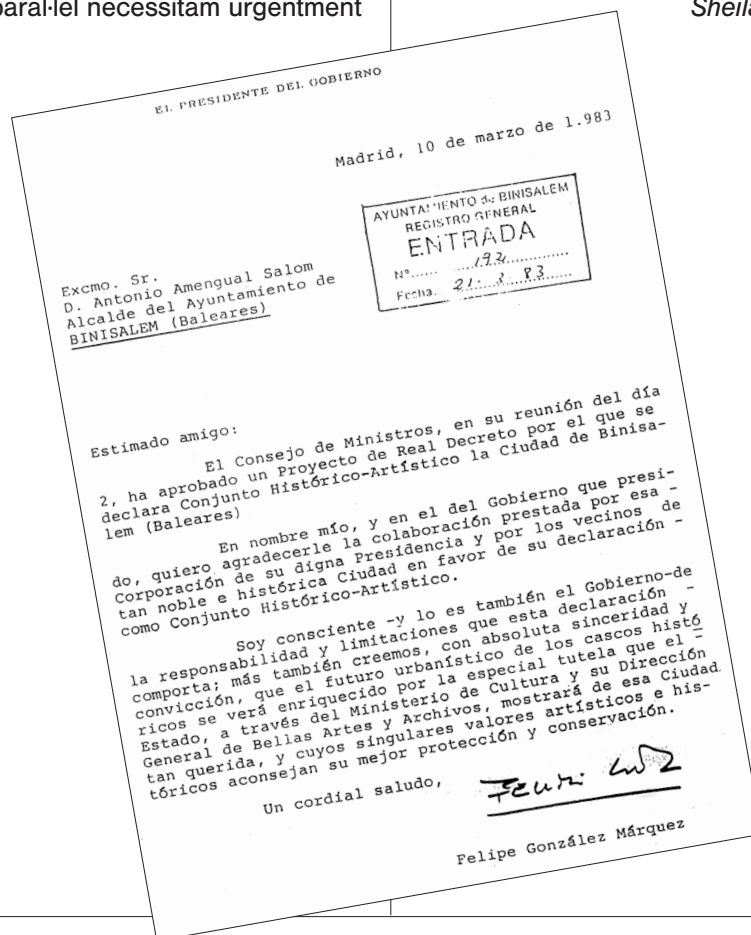 paral·lel necessitam urgentment
Sheila
EL PRESIDENTE DEL GOBIERNO
Madrid, 10 de marzo de 1.983
AYUNTAMIENTO de BINISALEM
REGISTRO GENERAL
ENTRADA
Nº...... 192
Fecha. 21. 3. 83
Excmo. Sr.
D. Antonio Amengual Salom
Alcalde del Ayuntamiento de
BINISALEM (Baleares)
Estimado amigo:
El Consejo de Ministros, en su reunión del día
2, ha aprobado un Proyecto de Real Decreto por el que se
declara Conjunto Histórico-Artístico la Ciudad de Binisa-
lem (Baleares)
En nombre mío, y en el del Gobierno que presi-
do, quiero agradecerle la colaboración prestada por esa -
Corporación de su digna Presidencia y por los vecinos de
tan noble e histórica Ciudad en favor de su declaración -
como Conjunto Histórico-Artístico.
Soy consciente -y lo es también el Gobierno-de
la responsabilidad y limitaciones que esta declaración -
comporta; más también creemos, con absoluta sinceridad y
convicción, que el futuro urbanístico de los cascos histó
ricos se verá enriquecido por la especial tutela que el -
Estado, a través del Ministerio de Cultura y su Dirección
General de Bellas Artes y Archivos, mostrará de esa Ciudad
tan querida, y cuyos singulares valores artísticos e his-
tóricos aconsejan su mejor protección y conservación.
Un cordial saludo,
Felipe González Márquez